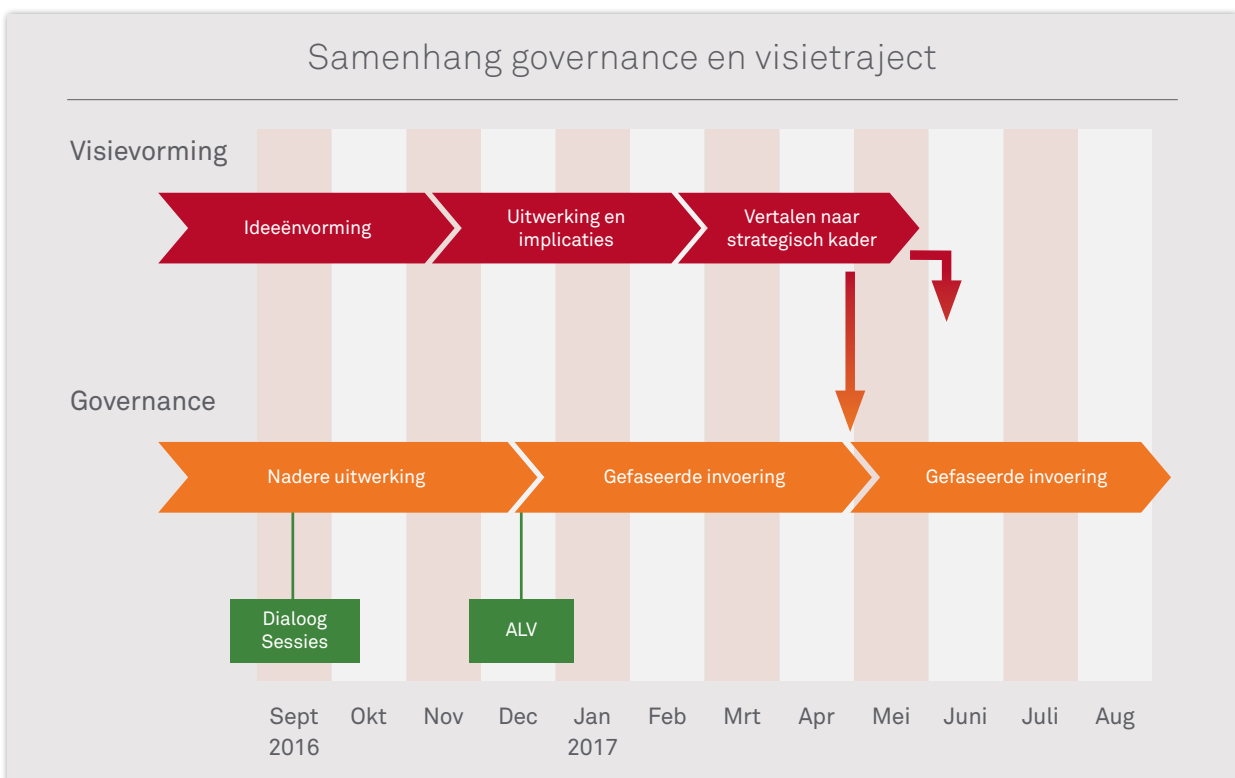 Samenhang governance en visietraject
Visievorming
Ideeënvorming
Uitwerking en
implicaties
Vertalen naar
strategisch kader
Governance
Nadere uitwerking
Gefaseerde invoering
Gefaseerde invoering
Dialoog
Sessies
ALV
Sept Okt Nov Dec Jan Feb Mrt Apr Mei Juni Juli Aug
2016 2017